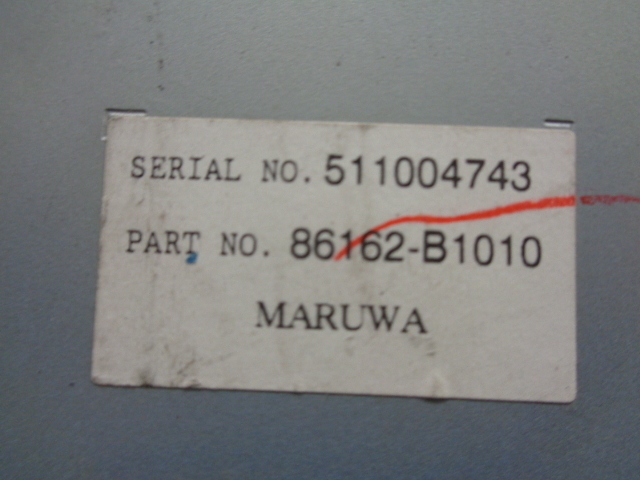 SERIAL NO. 511004743
PART NO. 86162-B1010
MARUWA